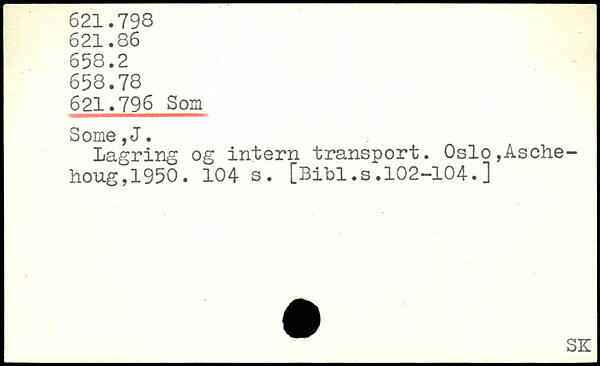 621.798
621.86
658.2
658.78
621.796 Som
Some,J.
Lagring og intern transport. Oslo,Asche-
houg,1950. 104 s. [Bibl.s.102-104.]
SK